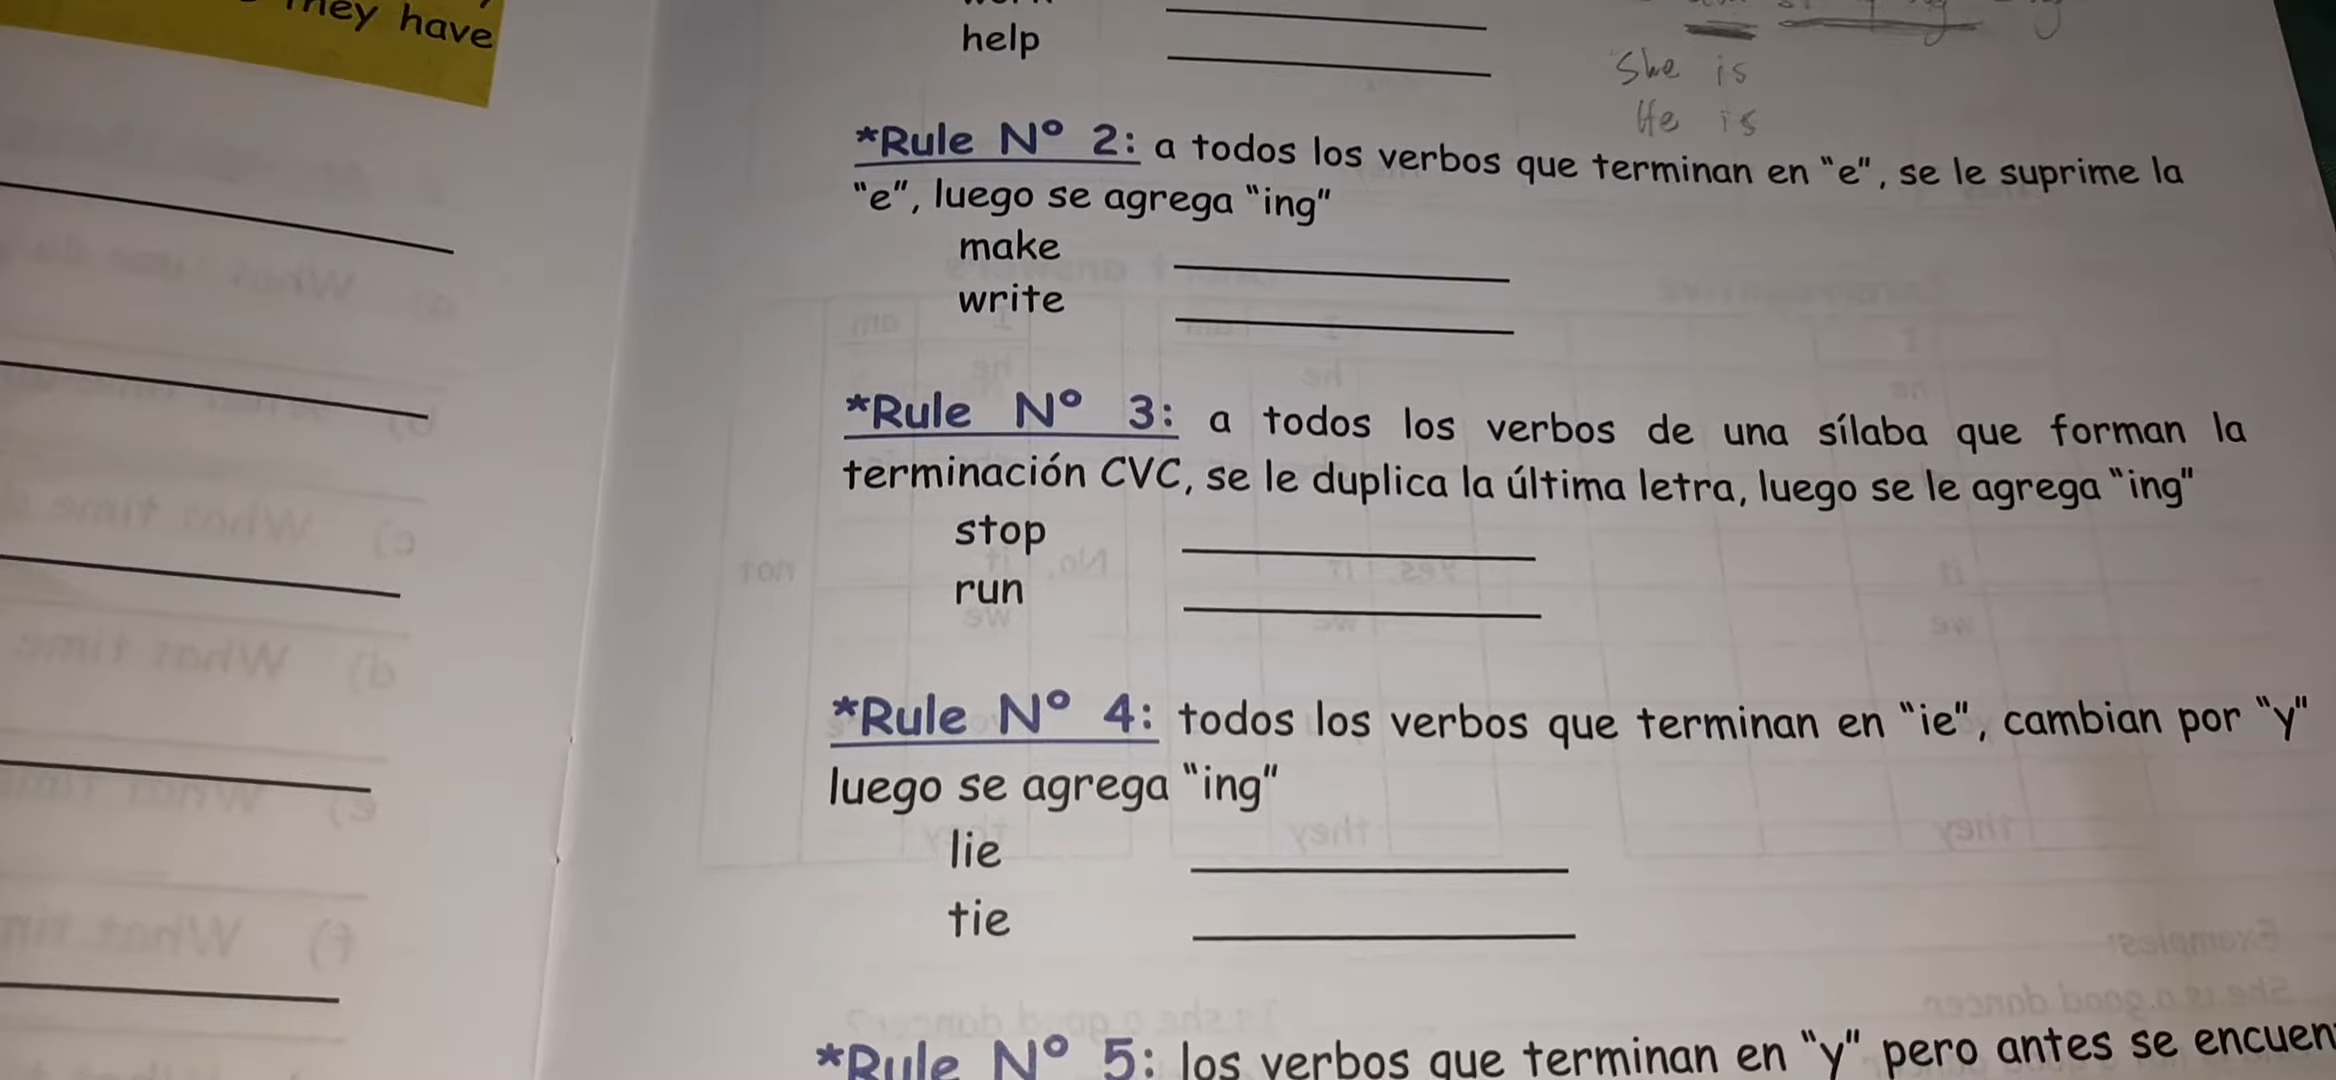 they have
help
She is
He is
*Rule Nº 2: a todos los verbos que terminan en "e", se le suprime la
"e", luego se agrega "ing"
make
write
*Rule Nº 3: a todos los verbos de una sílaba que forman la
terminación CVC, se le duplica la última letra, luego se le agrega "ing"
stop
run
*Rule Nº 4: todos los verbos que terminan en "ie", cambian por "y"
luego se agrega "ing"
lie
tie
*Rule Nº 5: los verbos que terminan en "y" pero antes se